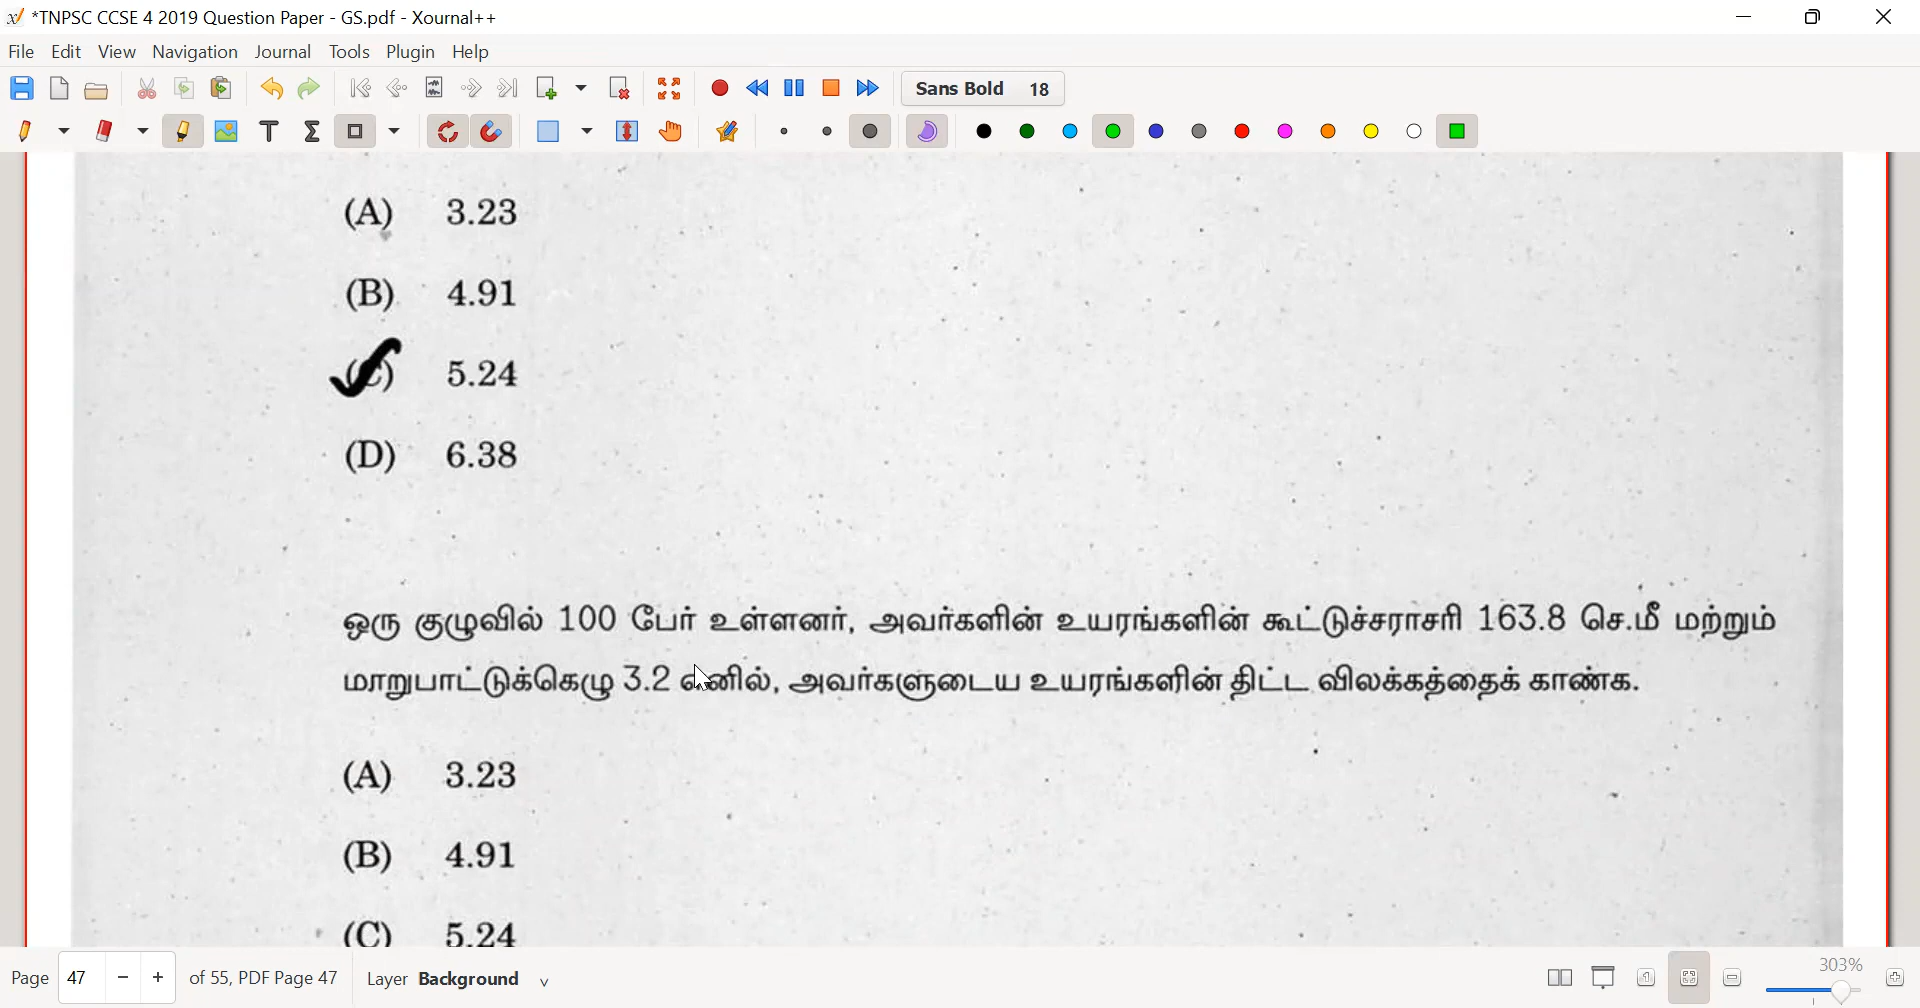 *TNPSC CCSE 4 2019 Question Paper - GS.pdf - Xournal++
File Edit View Navigation Journal Tools Plugin Help
Sans Bold 18
(A) 3.23
(B) 4.91
(C) 5.24
(D) 6.38
ஒரு குழுவில் 100 பேர் உள்ளனர், அவர்களின் உயரங்களின் கூட்டுச்சராசரி 163.8 செ.மீ மற்றும்
மாறுபாட்டுக்கெழு 3.2 எனில், அவர்களுடைய உயரங்களின் திட்ட விலக்கத்தைக் காண்க.
(A) 3.23
(B) 4.91
(C) 5.24
Page 47 - + of 55, PDF Page 47 Layer Background 303%